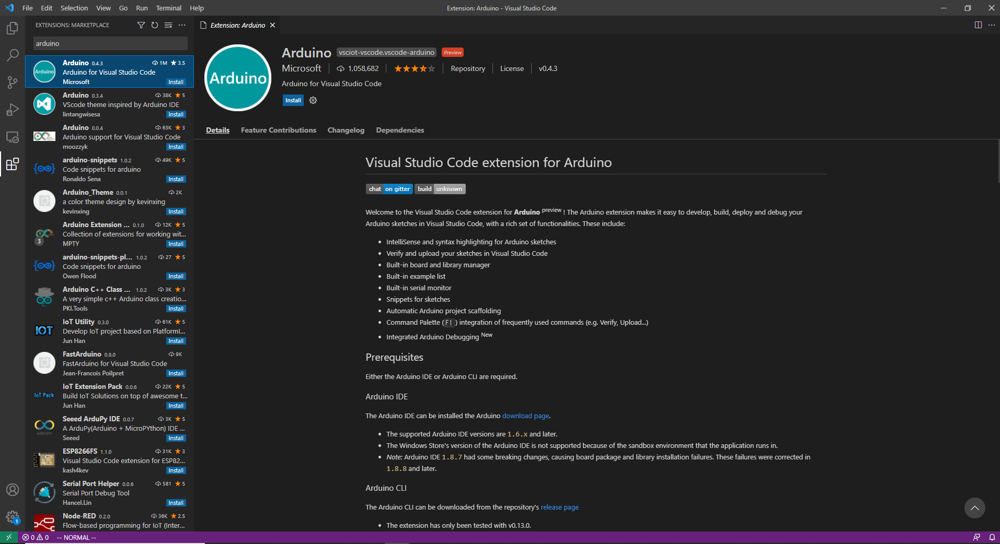 File Edit Selection View Go Run Terminal Help
Extension: Arduino - Visual Studio Code
EXTENSIONS: MARKETPLACE
arduino
Arduino 0.4.3 1M 3.5
Arduino for Visual Studio Code
Microsoft Install
Arduino 0.3.4 38K 5
VScode theme inspired by Arduino IDE
lintangwisesa Install
Arduino 0.0.4 65K 3
Arduino support for Visual Studio Code
moozzyk Install
arduino-snippets 1.0.2 49K 5
Code snippets for arduino
Ronaldo Sena Install
Arduino_Theme 0.0.1 2K
a color theme design by kevinxing
kevinxing Install
Arduino Extension ... 0.1.0 12K 5
Collection of extensions for working wit...
MPTY Install
3
arduino-snippets-pl... 1.0.2 27 5
Code snippets for arduino
Owen Flood Install
Arduino C++ Class ... 0.1.0 3K 3
A very simple c++ Arduino class creatio...
PKI.Tools Install
IoT Utility 0.3.0 61K 5
Develop IoT project based on PlatformI...
Jun Han Install
FastArduino 0.8.0 9K
FastArduino for Visual Studio Code
Jean-Francois Poilpret Install
IoT Extension Pack 0.0.6 22K 5
Build IoT Solutions on top of awesome t...
Jun Han Install
Seeed ArduPy IDE 0.0.7 3K 5
A ArduPy(Arduino + MicroPYthon) IDE ...
Seeed Install
ESP8266FS 1.1.0 31K 3
Visual Studio Code extension for ESP82...
kash4kev Install
Serial Port Helper 0.0.6 581 5
Serial Port Debug Tool
Hancel.Lin Install
Node-RED 0.2.0 36K 2.5
Flow-based programming for IoT (Inter...
Extension: Arduino
Arduino
Arduino vsciot-vscode.vscode-arduino Preview
Microsoft 1,058,682 Repository License v0.4.3
Arduino for Visual Studio Code
Install
Details Feature Contributions Changelog Dependencies
Visual Studio Code extension for Arduino
chat on gitter build unknown
Welcome to the Visual Studio Code extension for Arduino preview ! The Arduino extension makes it easy to develop, build, deploy and debug your
Arduino sketches in Visual Studio Code, with a rich set of functionalities. These include:
• IntelliSense and syntax highlighting for Arduino sketches
• Verify and upload your sketches in Visual Studio Code
• Built-in board and library manager
• Built-in example list
• Built-in serial monitor
• Snippets for sketches
• Automatic Arduino project scaffolding
• Command Palette ( F1 ) integration of frequently used commands (e.g. Verify, Upload...)
• Integrated Arduino Debugging New
Prerequisites
Either the Arduino IDE or Arduino CLI are required.
Arduino IDE
The Arduino IDE can be installed the Arduino download page.
• The supported Arduino IDE versions are 1.6.x and later.
• The Windows Store's version of the Arduino IDE is not supported because of the sandbox environment that the application runs in.
• Note: Arduino IDE 1.8.7 had some breaking changes, causing board package and library installation failures. These failures were corrected in
1.8.8 and later.
Arduino CLI
The Arduino CLI can be downloaded from the repository's release page
• The extension has only been tested with v0.13.0.
0 0 -- NORMAL --